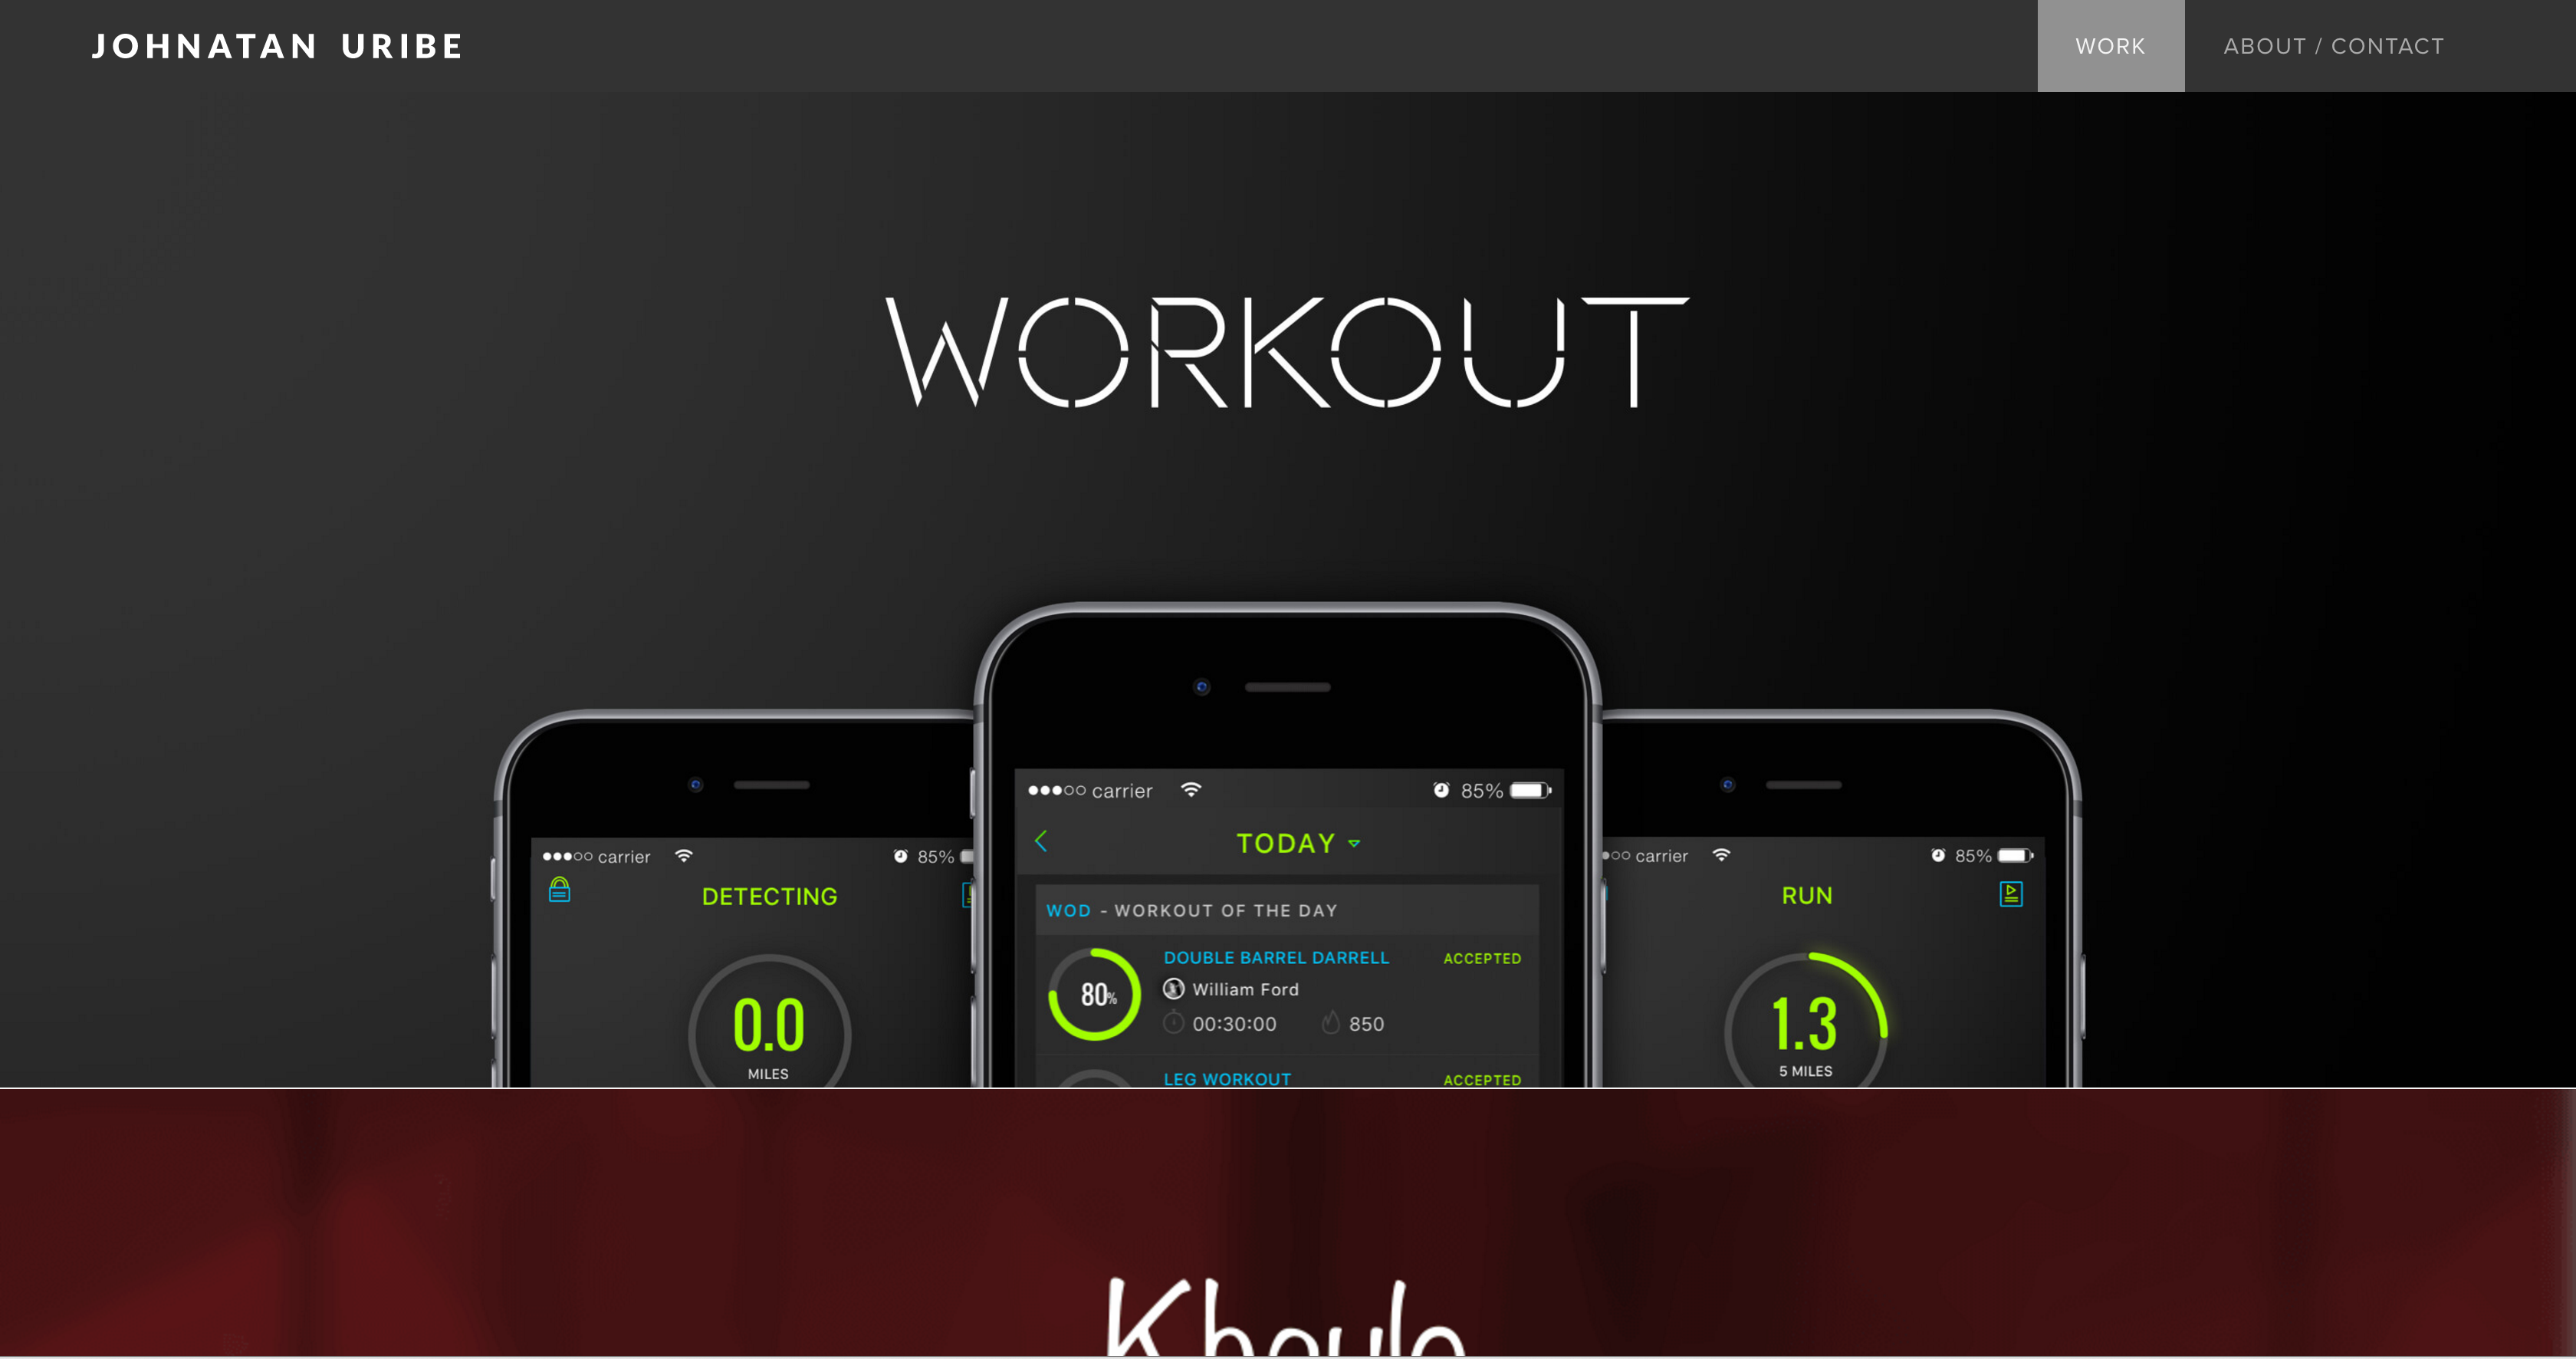 JOHNATAN URIBE
WORK
ABOUT / CONTACT
WORKOUT
carrier 85%
TODAY
WOD - WORKOUT OF THE DAY
80%
DOUBLE BARREL DARRELL ACCEPTED
William Ford
00:30:00 850
LEG WORKOUT ACCEPTED
carrier 85%
DETECTING
0.0
MILES
carrier 85%
RUN
1.3
5 MILES